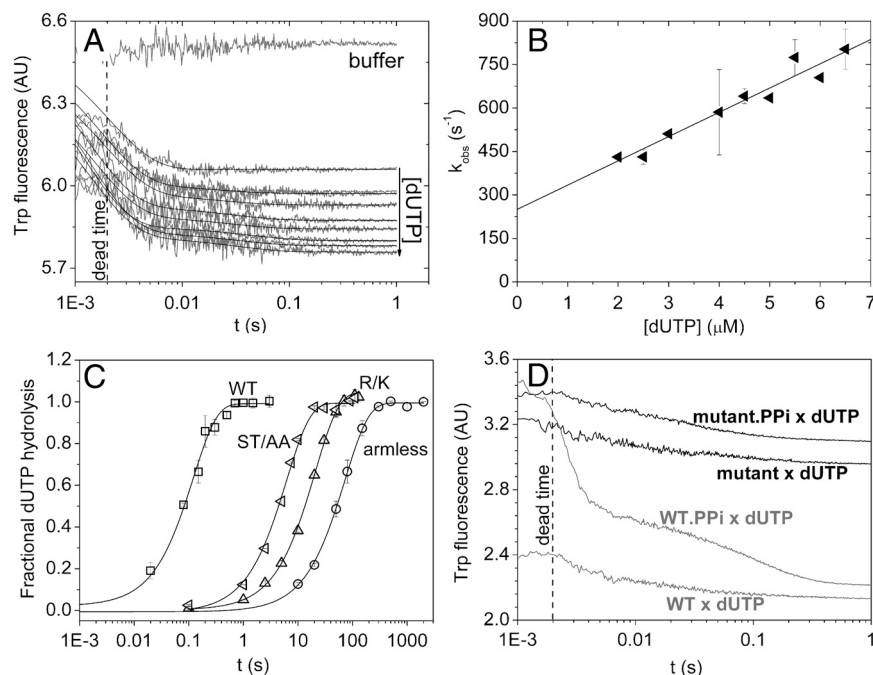 A
buffer
Trp fluorescence (AU)
6.6
6.3
6.0
5.7
dead time
[dUTP]
1E-3 0.01 0.1 1
t (s)
B
k obs (s-1)
900
750
600
450
300
150
0
0 1 2 3 4 5 6 7
[dUTP] (μM)
C
Fractional dUTP hydrolysis
1.0
0.8
0.6
0.4
0.2
0.0
WT
R/K
ST/AA
armless
1E-3 0.01 0.1 1 10 100 1000
t (s)
D
Trp fluorescence (AU)
3.6
3.2
2.8
2.4
2.0
dead time
mutant.PPi x dUTP
mutant x dUTP
WT.PPi x dUTP
WT x dUTP
1E-3 0.01 0.1 1
t (s)